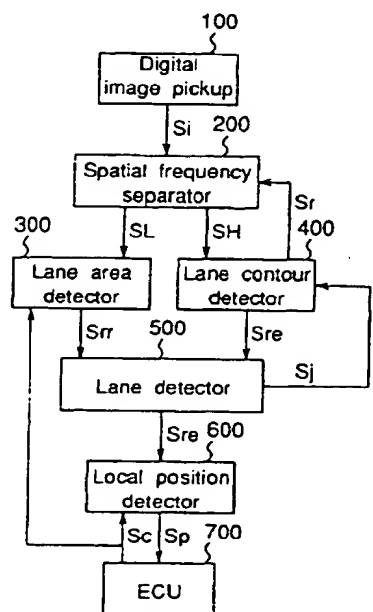 100
Digital
image pickup
Si
200
Spatial frequency
separator
Sr
300
SL
SH
400
Lane area
detector
Lane contour
detector
Srr
500
Sre
Sj
Lane detector
Sre
600
Local position
detector
Sc
Sp
700
ECU